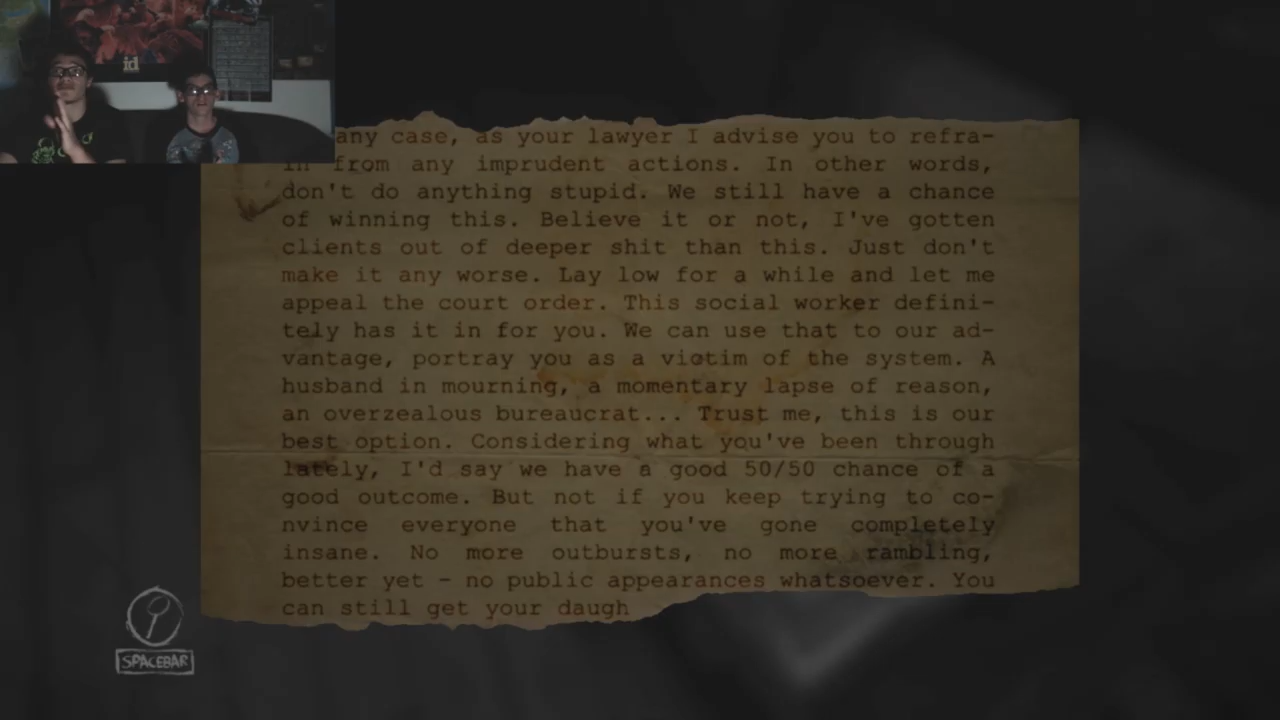 any case, as your lawyer I advise you to refra-
in from any imprudent actions. In other words,
don't do anything stupid. We still have a chance
of winning this. Believe it or not, I've gotten
clients out of deeper shit than this. Just don't
make it any worse. Lay low for a while and let me
appeal the court order. This social worker defini-
tely has it in for you. We can use that to our ad-
vantage, portray you as a victim of the system. A
husband in mourning, a momentary lapse of reason,
an overzealous bureaucrat... Trust me, this is our
best option. Considering what you've been through
lately, I'd say we have a good 50/50 chance of a
good outcome. But not if you keep trying to co-
nvince everyone that you've gone completely
insane. No more outbursts, no more rambling,
better yet - no public appearances whatsoever. You
can still get your daugh
SPACEBAR
id